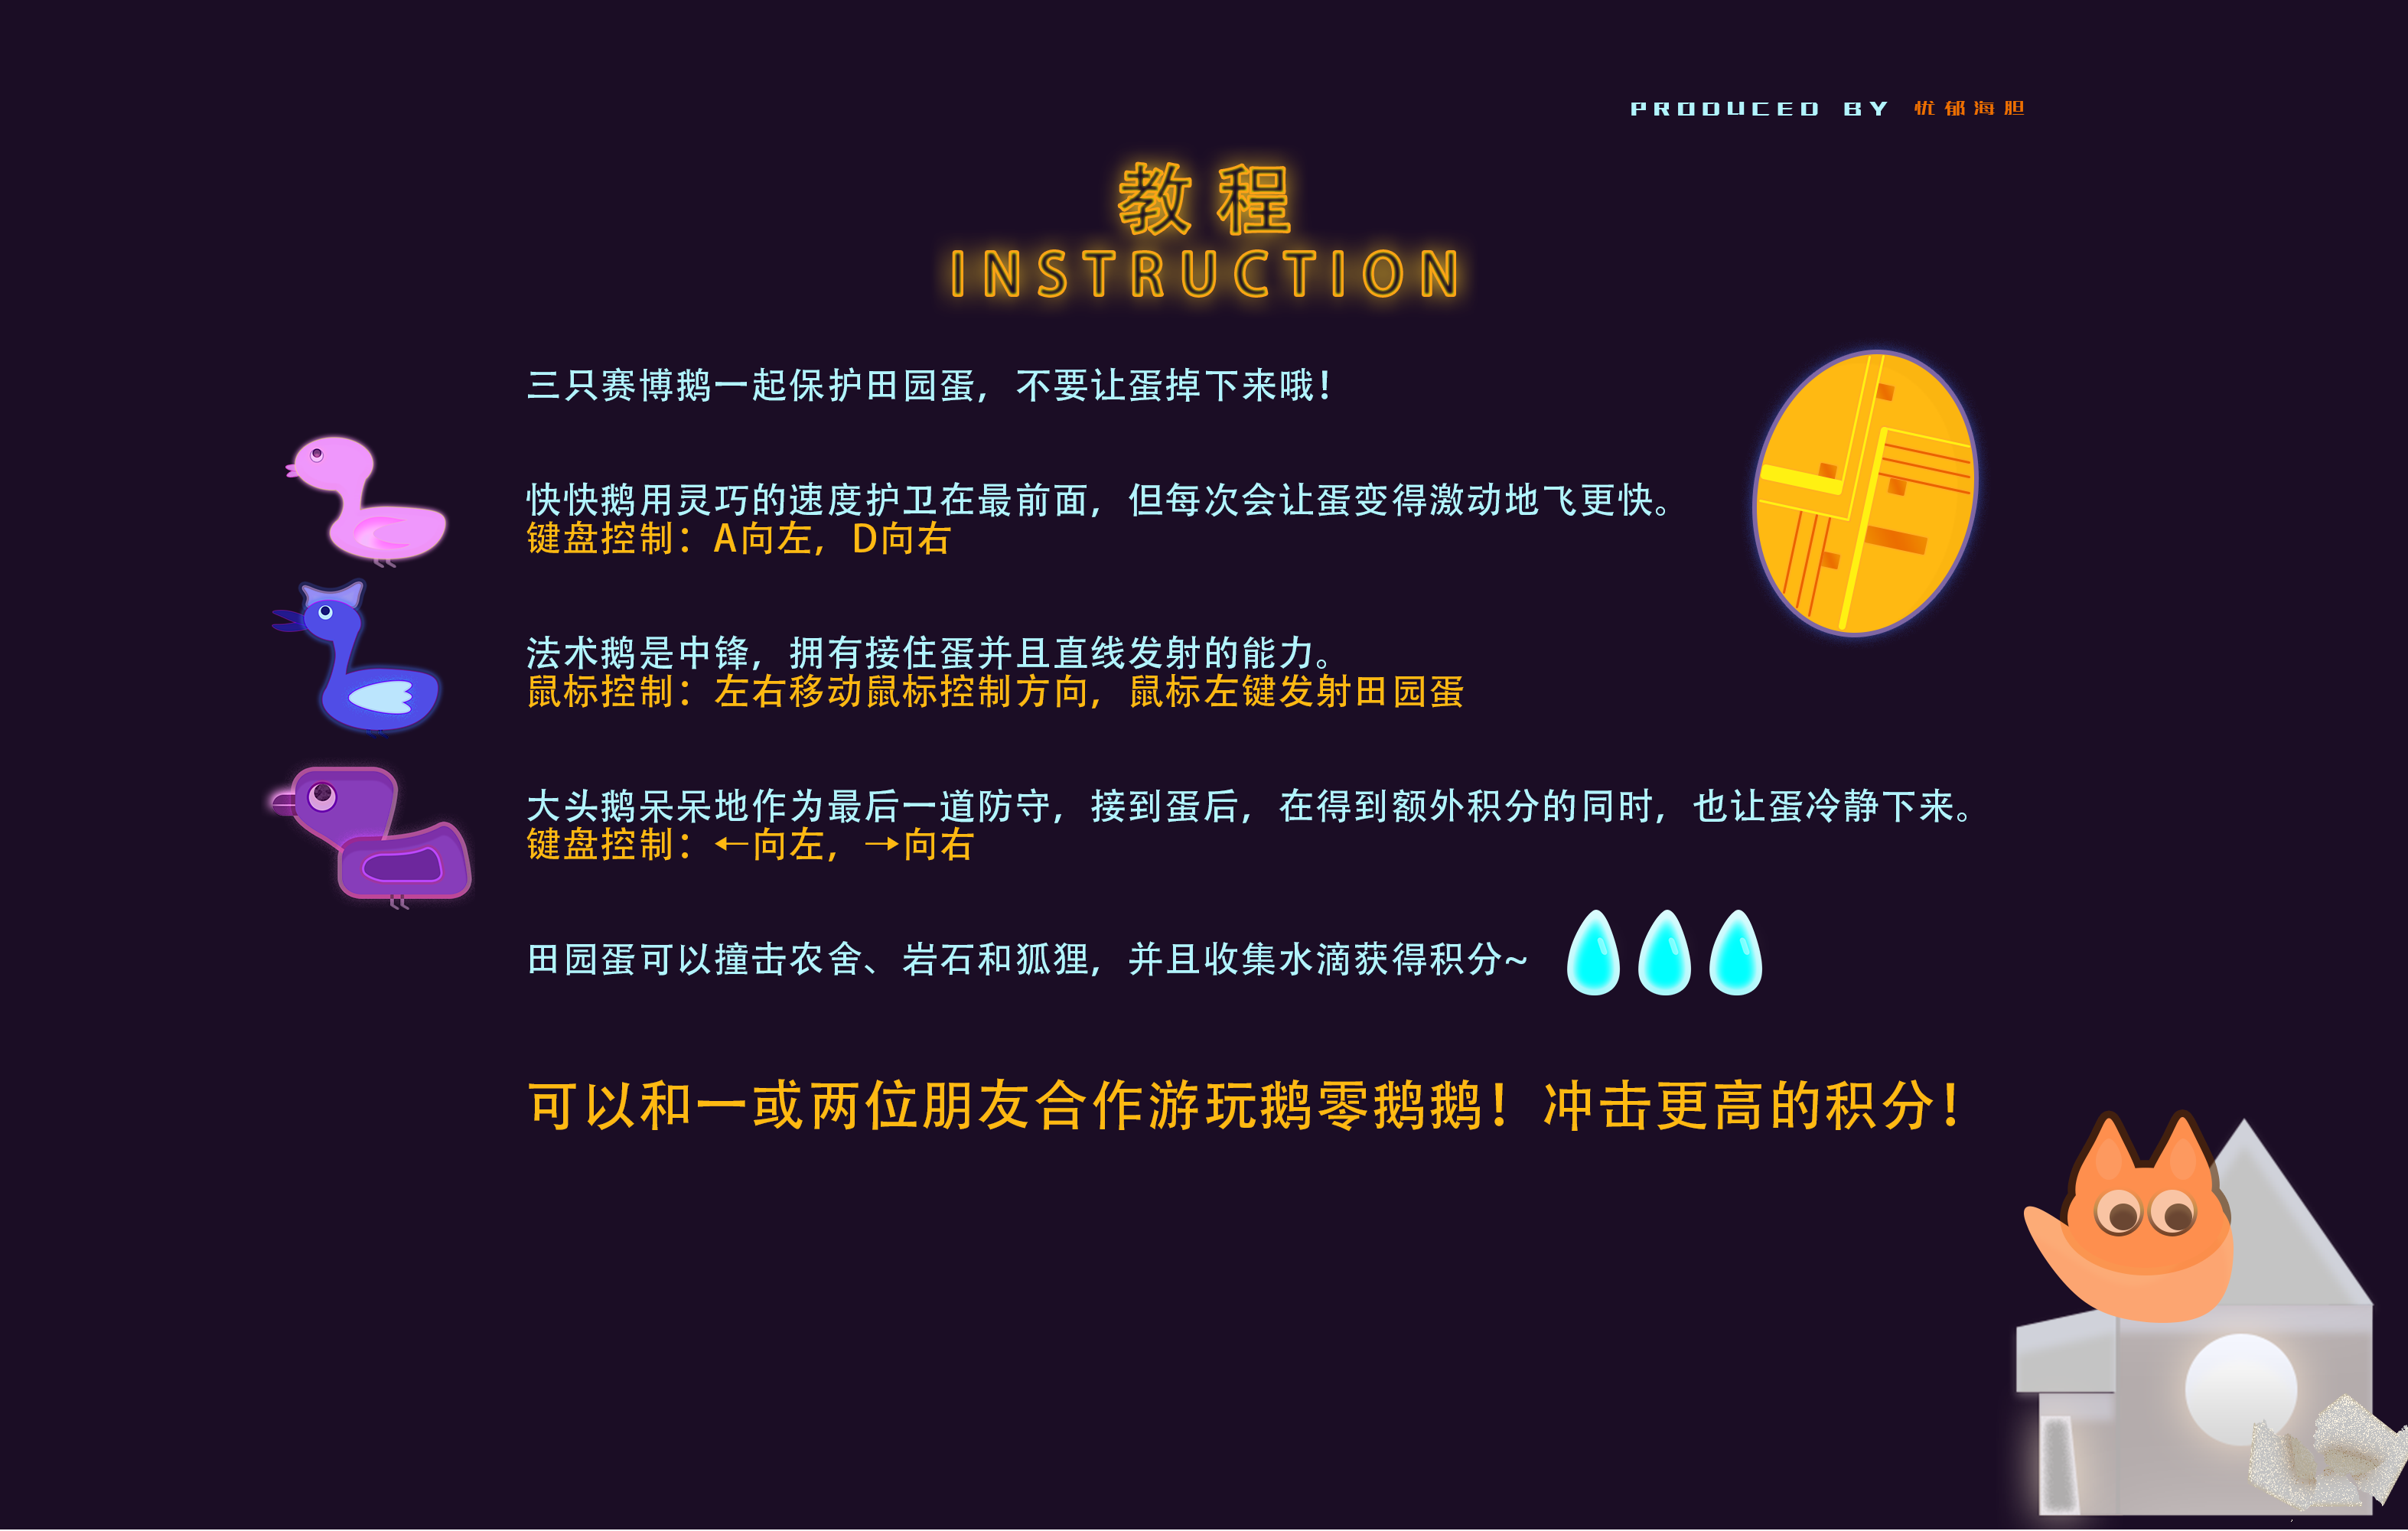 PRODUCED BY 忧郁海胆
教程
INSTRUCTION
三只赛博鹅一起保护田园蛋，不要让蛋掉下来哦！
快快鹅用灵巧的速度护卫在最前面，但每次会让蛋变得激动地飞更快。
键盘控制：A向左，D向右
法术鹅是中锋，拥有接住蛋并且直线发射的能力。
鼠标控制：左右移动鼠标控制方向，鼠标左键发射田园蛋
大头鹅呆呆地作为最后一道防守，接到蛋后，在得到额外积分的同时，也让蛋冷静下来。
键盘控制：←向左，→向右
田园蛋可以撞击农舍、岩石和狐狸，并且收集水滴获得积分~
可以和一或两位朋友合作游玩鹅零鹅鹅！冲击更高的积分！